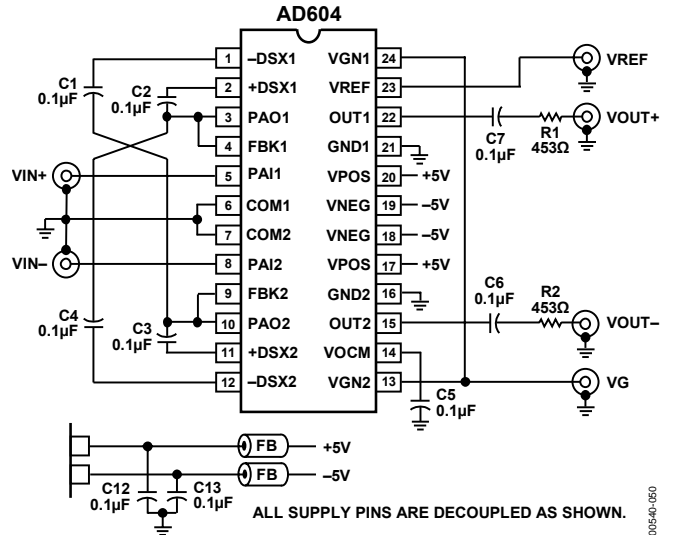 AD604
C1
0.1µF
C2
0.1µF
1 –DSX1
2 +DSX1
3 PAO1
4 FBK1
5 PAI1
6 COM1
7 COM2
8 PAI2
9 FBK2
10 PAO2
11 +DSX2
12 –DSX2
VIN+
VIN–
C4
0.1µF
C3
0.1µF
VGN1 24
VREF 23
OUT1 22
GND1 21
VPOS 20 +5V
VNEG 19 –5V
VNEG 18 –5V
VPOS 17 +5V
GND2 16
OUT2 15
VOCM 14
VGN2 13
VREF
C7
0.1µF
R1
453Ω
VOUT+
C6
0.1µF
R2
453Ω
VOUT–
C5
0.1µF
VG
FB +5V
FB –5V
C12
0.1µF
C13
0.1µF
ALL SUPPLY PINS ARE DECOUPLED AS SHOWN.
00540-050